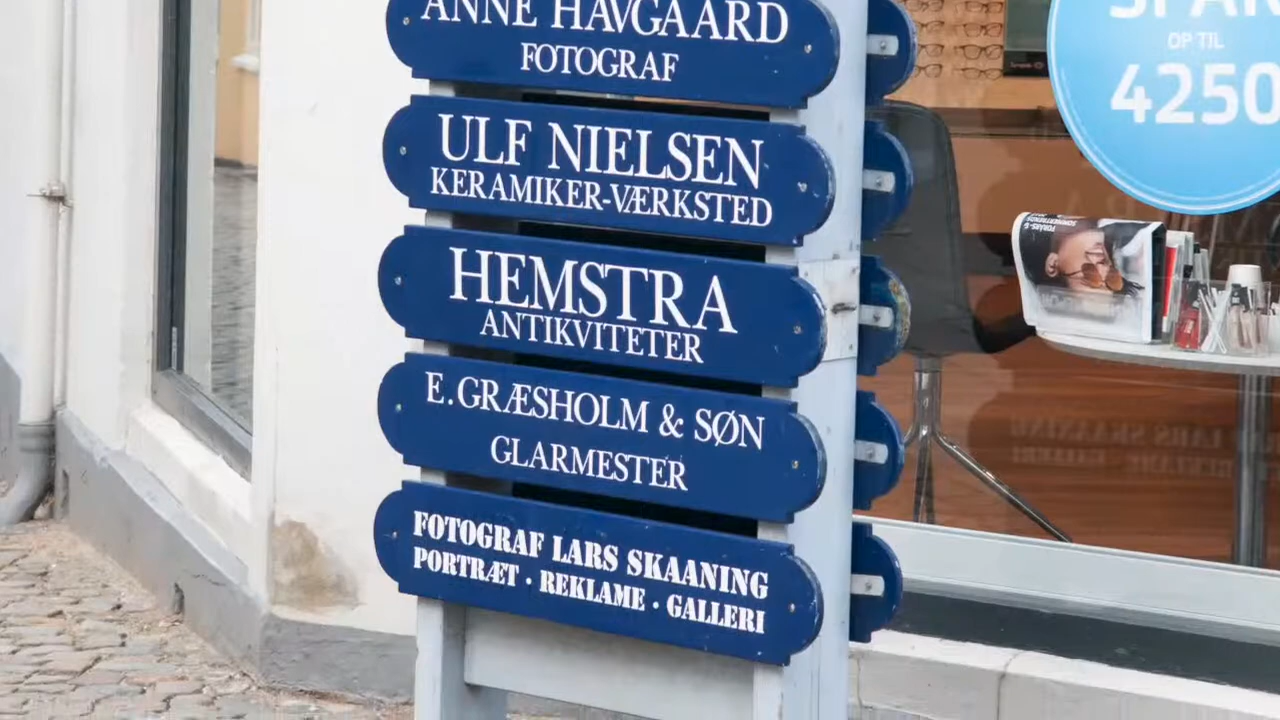 ANNE HAVGAARD
FOTOGRAF
ULF NIELSEN
KERAMIKER-VÆRKSTED
HEMSTRA
ANTIKVITETER
E. GRÆSHOLM & SØN
GLARMESTER
FOTOGRAF LARS SKAANING
PORTRÆT · REKLAME · GALLERI
OP TIL
4250